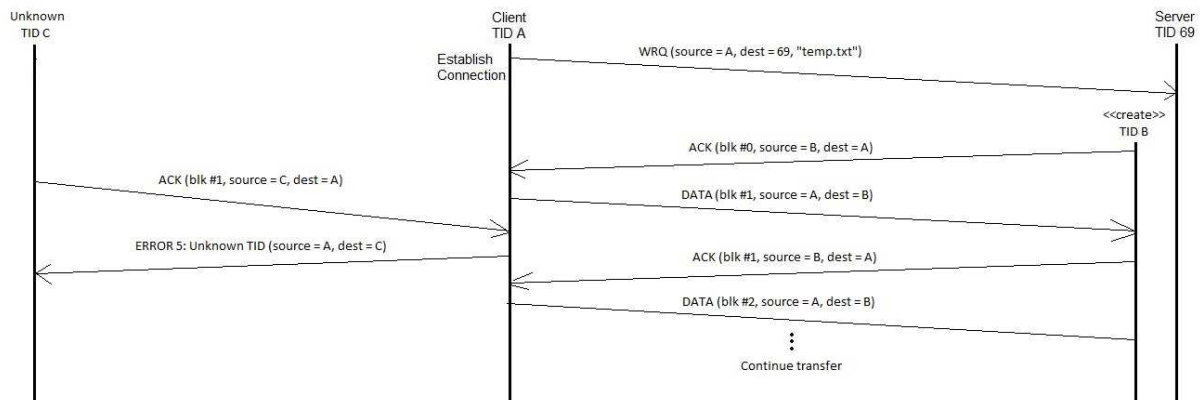 Unknown
TID C
Client
TID A
Server
TID 69
Establish
Connection
WRQ (source = A, dest = 69, "temp.txt")
<<create>>
TID B
ACK (blk #0, source = B, dest = A)
ACK (blk #1, source = C, dest = A)
DATA (blk #1, source = A, dest = B)
ERROR 5: Unknown TID (source = A, dest = C)
ACK (blk #1, source = B, dest = A)
DATA (blk #2, source = A, dest = B)
Continue transfer